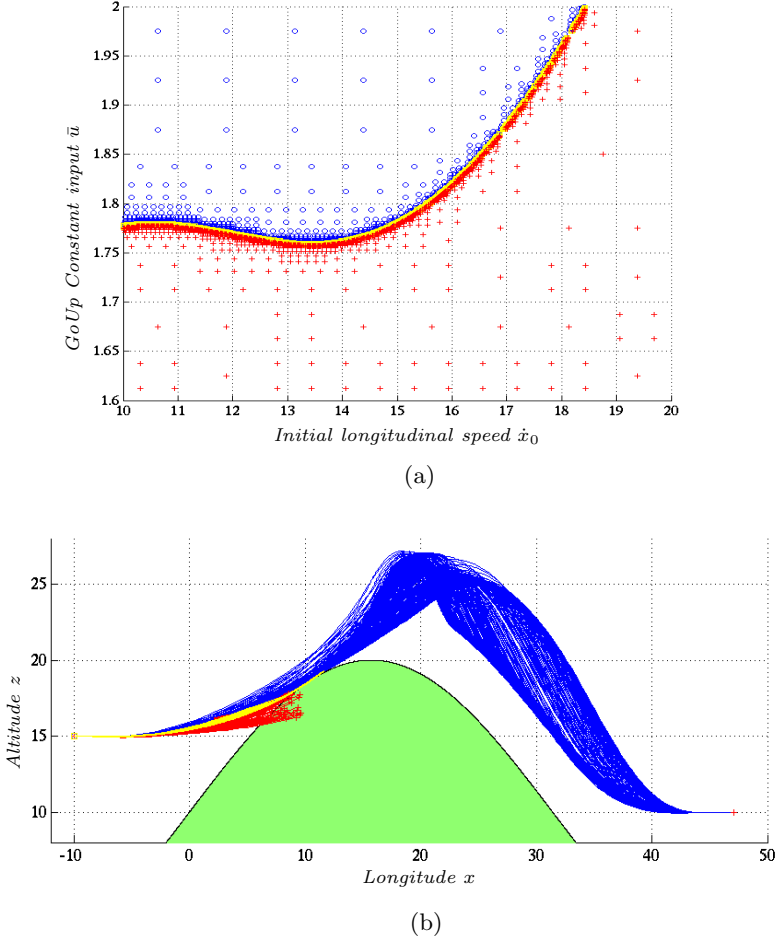 2
1.95
1.9
1.85
1.8
1.75
1.7
1.65
1.6
GoUp Constant input ū
10 11 12 13 14 15 16 17 18 19 20
Initial longitudinal speed ẋ₀
(a)
25
20
15
10
Altitude z
-10 0 10 20 30 40 50
Longitude x
(b)